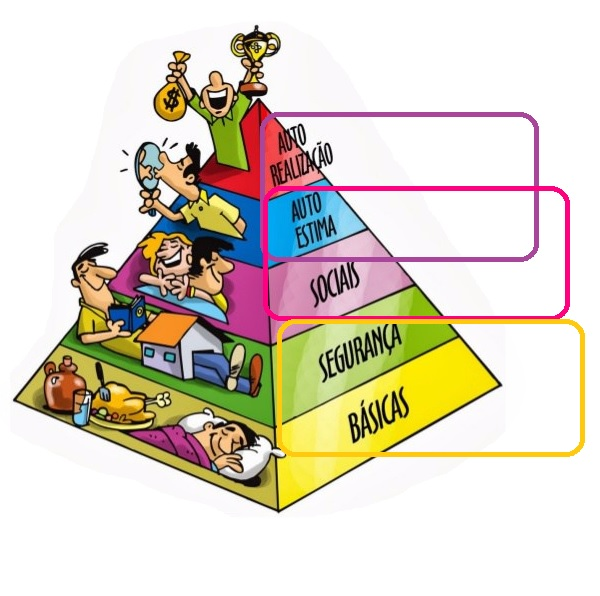 $
AUTO
REALIZAÇÃO
AUTO
ESTIMA
SOCIAIS
SEGURANÇA
BÁSICAS